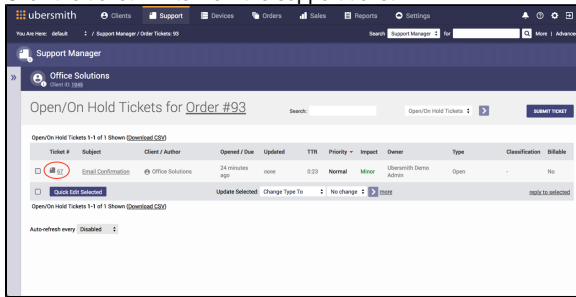 ubersmith Clients Support Devices Orders Sales Reports Settings
You Are Here: default / Support Manager / Order Tickets: 93 Search Support Manager for More | Advance
Support Manager
Office Solutions
Client ID: 1046
Open/On Hold Tickets for Order #93 Search: Open/On Hold Tickets SUBMIT TICKET
Open/On Hold Tickets 1-1 of 1 Shown (Download CSV)
Ticket # Subject Client / Author Opened / Due Updated TTR Priority Impact Owner Type Classification Billable
67 Email Confirmation Office Solutions 24 minutes ago none 0:23 Normal Minor Ubersmith Demo Admin Open - No
Quick Edit Selected Update Selected: Change Type To No change more reply to selected
Open/On Hold Tickets 1-1 of 1 Shown (Download CSV)
Auto-refresh every Disabled